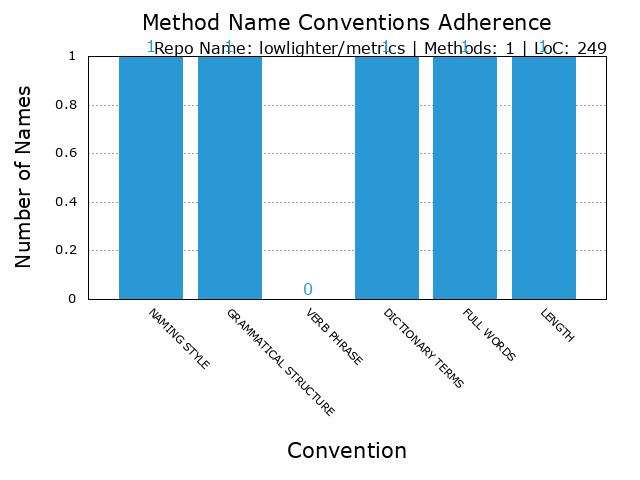 Method Name Conventions Adherence
Repo Name: lowlighter/metrics | Methods: 1 | LoC: 249
1 1 1 1 1
0
1
0.8
0.6
0.4
0.2
0
Number of Names
NAMING STYLE
GRAMMATICAL STRUCTURE
VERB PHRASE
DICTIONARY TERMS
FULL WORDS
LENGTH
Convention